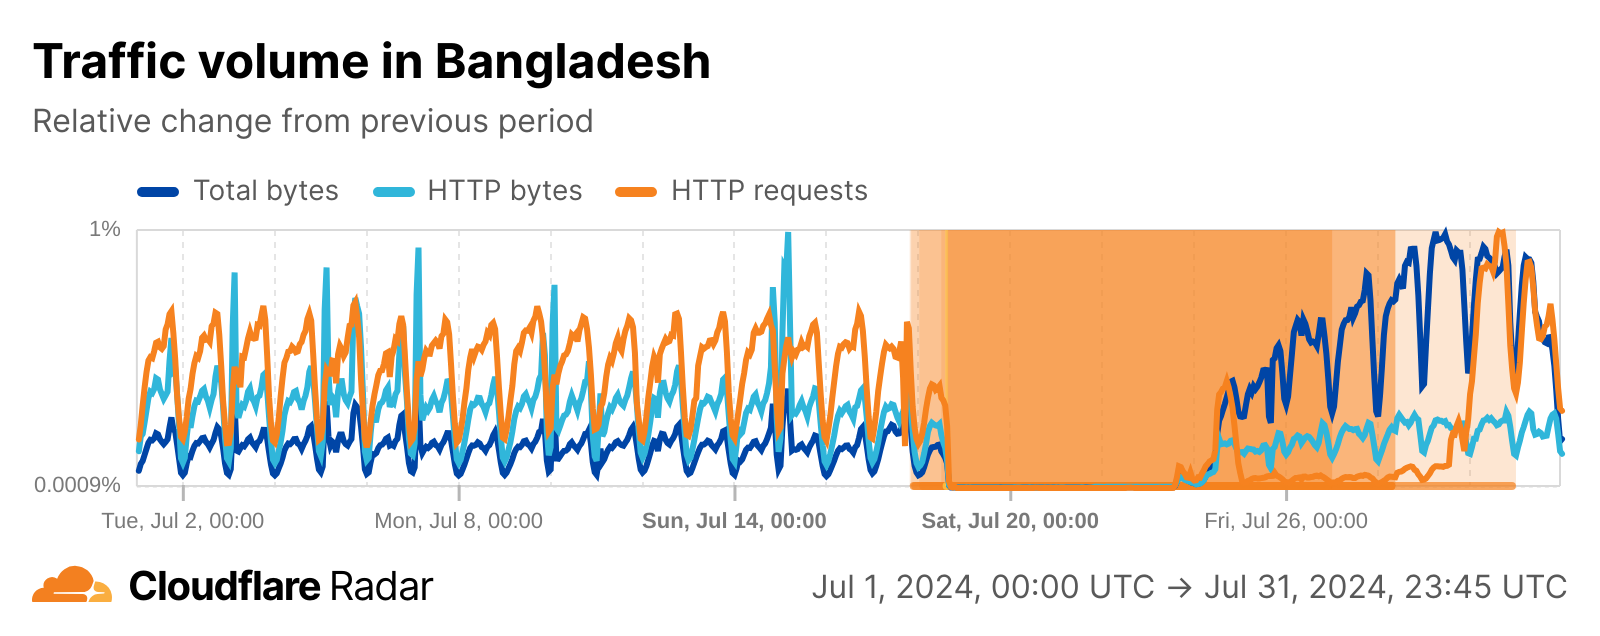 Traffic volume in Bangladesh
Relative change from previous period
Total bytes HTTP bytes HTTP requests
1%
0.0009%
Tue, Jul 2, 00:00 Mon, Jul 8, 00:00 Sun, Jul 14, 00:00 Sat, Jul 20, 00:00 Fri, Jul 26, 00:00
Cloudflare Radar Jul 1, 2024, 00:00 UTC → Jul 31, 2024, 23:45 UTC